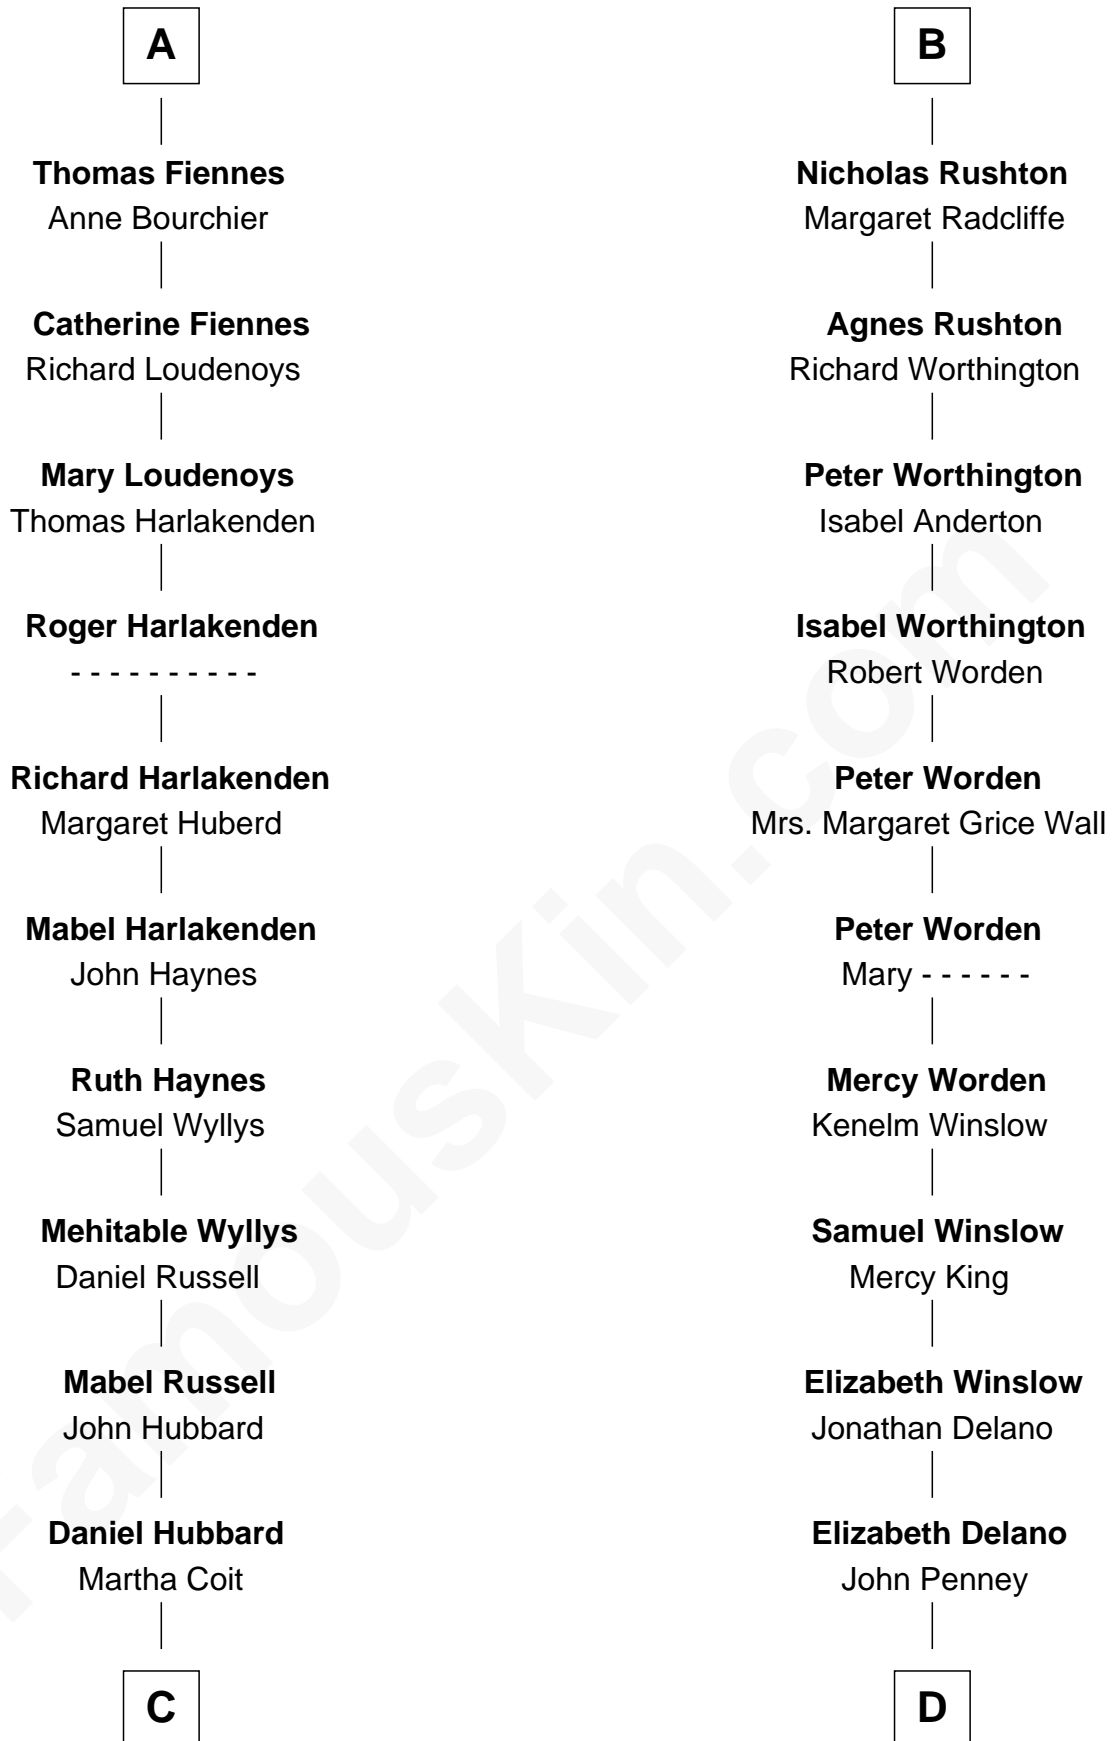 A
Thomas Fiennes
Anne Bourchier
Catherine Fiennes
Richard Loudenoys
Mary Loudenoys
Thomas Harlakenden
Roger Harlakenden
- - - - - - - - - -
Richard Harlakenden
Margaret Huberd
Mabel Harlakenden
John Haynes
Ruth Haynes
Samuel Wyllys
Mehitable Wyllys
Daniel Russell
Mabel Russell
John Hubbard
Daniel Hubbard
Martha Coit
C
B
Nicholas Rushton
Margaret Radcliffe
Agnes Rushton
Richard Worthington
Peter Worthington
Isabel Anderton
Isabel Worthington
Robert Worden
Peter Worden
Mrs. Margaret Grice Wall
Peter Worden
Mary - - - - - -
Mercy Worden
Kenelm Winslow
Samuel Winslow
Mercy King
Elizabeth Winslow
Jonathan Delano
Elizabeth Delano
John Penney
D
FamousKin.com